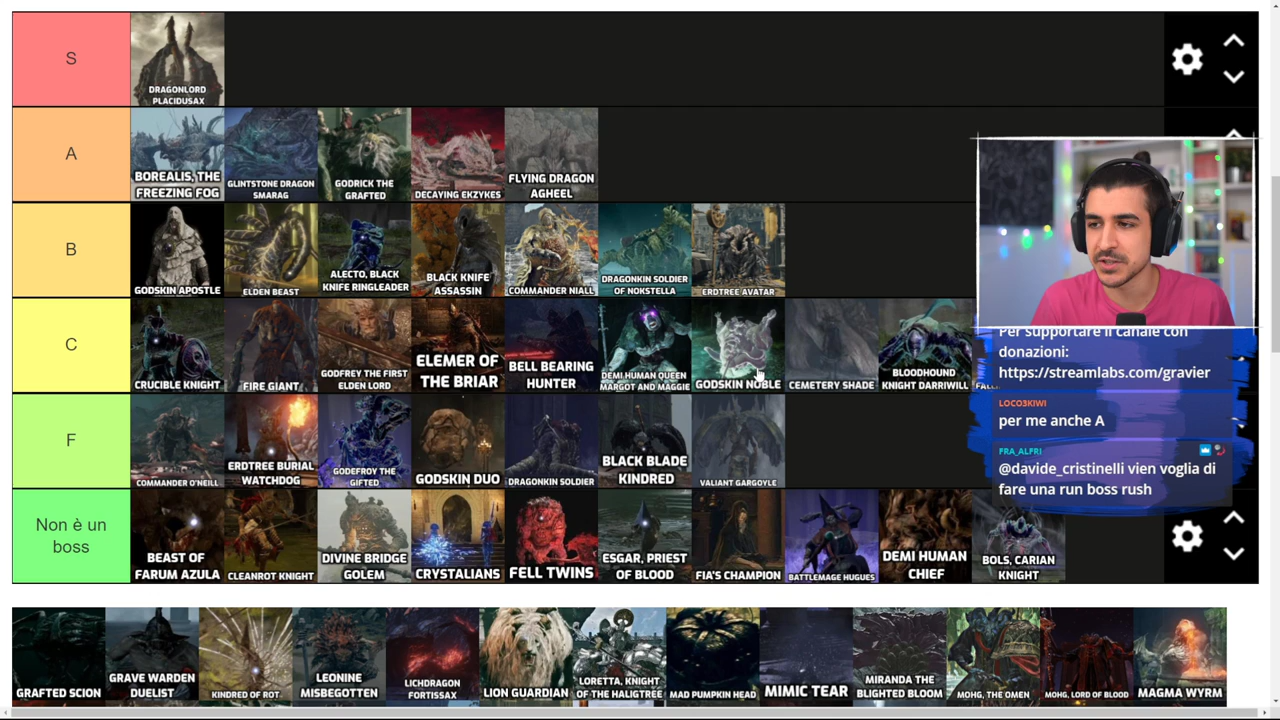 S
DRAGONLORD
PLACIDUSAX
A
BOREALIS, THE
FREEZING FOG
GLINTSTONE DRAGON
SMARAG
GODRICK THE
GRAFTED
DECAYING EKZYKES
FLYING DRAGON
AGHEEL
B
GODSKIN APOSTLE
ELDEN BEAST
ALECTO, BLACK
KNIFE RINGLEADER
BLACK KNIFE
ASSASSIN
COMMANDER NIALL
DRAGONKIN SOLDIER
OF NOKSTELLA
ERDTREE AVATAR
C
CRUCIBLE KNIGHT
FIRE GIANT
GODFREY THE FIRST
ELDEN LORD
ELEMER OF
THE BRIAR
BELL BEARING
HUNTER
DEMI HUMAN QUEEN
MARGOT AND MAGGIE
GODSKIN NOBLE
CEMETERY SHADE
BLOODHOUND
KNIGHT DARRIWILL
Per supportare il canale con
donazioni:
https://streamlabs.com/gravier
LOCO3KIWI
per me anche A
FRA_ALFRI
@davide_cristinelli vien voglia di
fare una run boss rush
F
COMMANDER O'NEILL
ERDTREE BURIAL
WATCHDOG
GODEFROY THE
GIFTED
GODSKIN DUO
DRAGONKIN SOLDIER
BLACK BLADE
KINDRED
VALIANT GARGOYLE
Non è un
boss
BEAST OF
FARUM AZULA
CLEANROT KNIGHT
DIVINE BRIDGE
GOLEM
CRYSTALIANS
FELL TWINS
ESGAR, PRIEST
OF BLOOD
FIA'S CHAMPION
BATTLEMAGE HUGUES
DEMI HUMAN
CHIEF
BOLS, CARIAN
KNIGHT
GRAFTED SCION
GRAVE WARDEN
DUELIST
KINDRED OF ROT
LEONINE
MISBEGOTTEN
LICHDRAGON
FORTISSAX
LION GUARDIAN
LORETTA, KNIGHT
OF THE HALIGTREE
MAD PUMPKIN HEAD
MIMIC TEAR
MIRANDA THE
BLIGHTED BLOOM
MOHG, THE OMEN
MOHG, LORD OF BLOOD
MAGMA WYRM